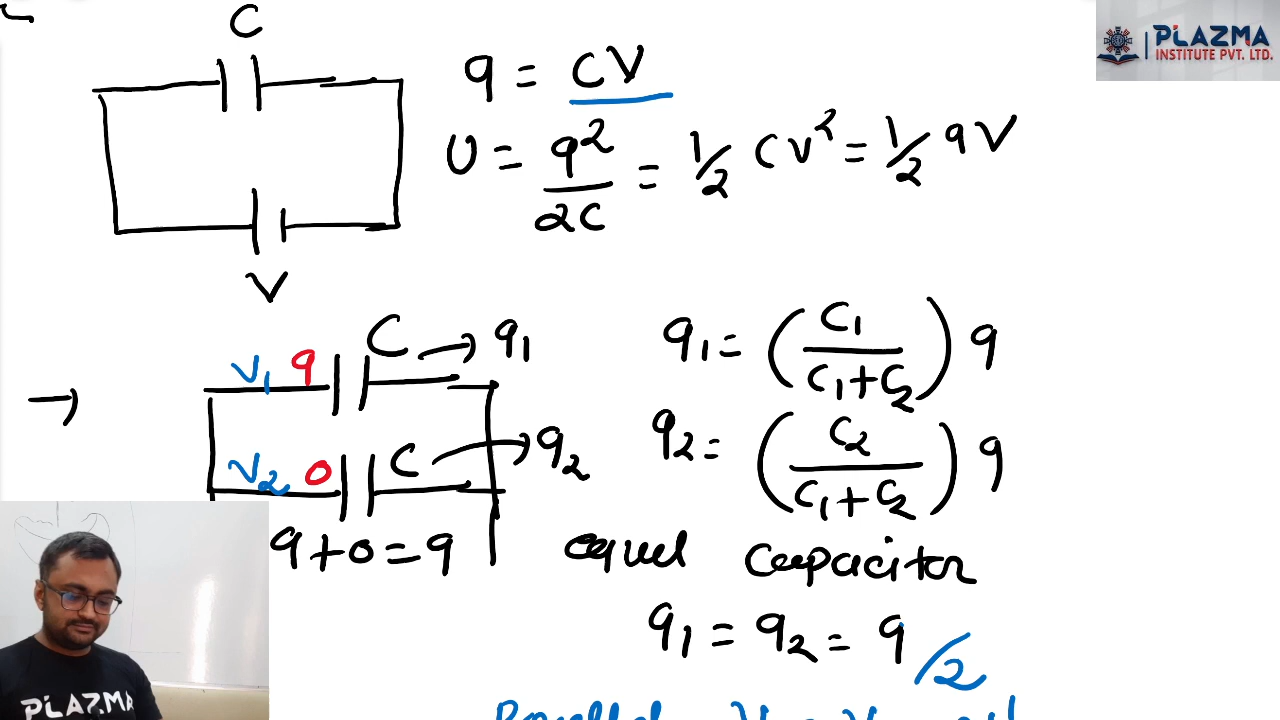 PLAZMA
INSTITUTE PVT. LTD.
C
q = CV
U = q²/2C = 1/2 CV² = 1/2 qV
V
→ V₁ q C → q₁
q₁ = (C₁/(C₁+C₂)) q
V₂ 0 C → q₂
q₂ = (C₂/(C₁+C₂)) q
q+0=q
equal capacitor
q₁ = q₂ = q/2
PLAZMA